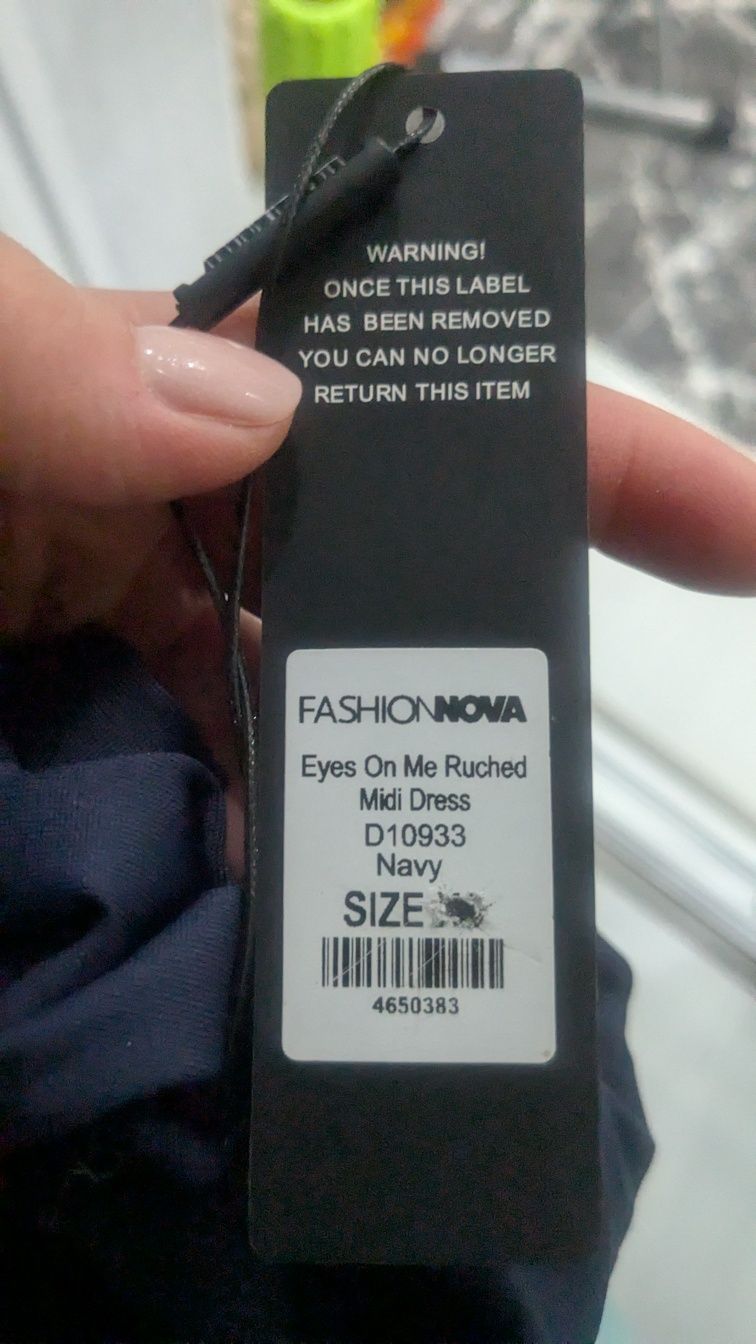 WARNING!
ONCE THIS LABEL
HAS BEEN REMOVED
YOU CAN NO LONGER
RETURN THIS ITEM
FASHIONNOVA
Eyes On Me Ruched
Midi Dress
D10933
Navy
SIZE
4650383